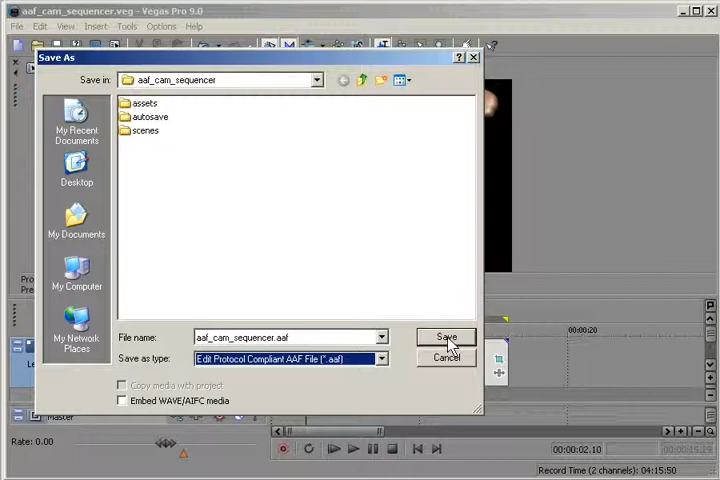 aaf_cam_sequencer.veg - Vegas Pro 9.0
File Edit View Insert Tools Options Help
Save As
Save in: aaf_cam_sequencer
assets
autosave
scenes
My Recent
Documents
Desktop
My Documents
My Computer
My Network
Places
File name: aaf_cam_sequencer.aaf Save
Save as type: Edit Protocol Compliant AAF File (*.aaf) Cancel
Copy media with project
Embed WAVE/AIFC media
00:00:20
Master
Rate: 0.00
00:00:02.10
Record Time (2 channels): 04:15:50